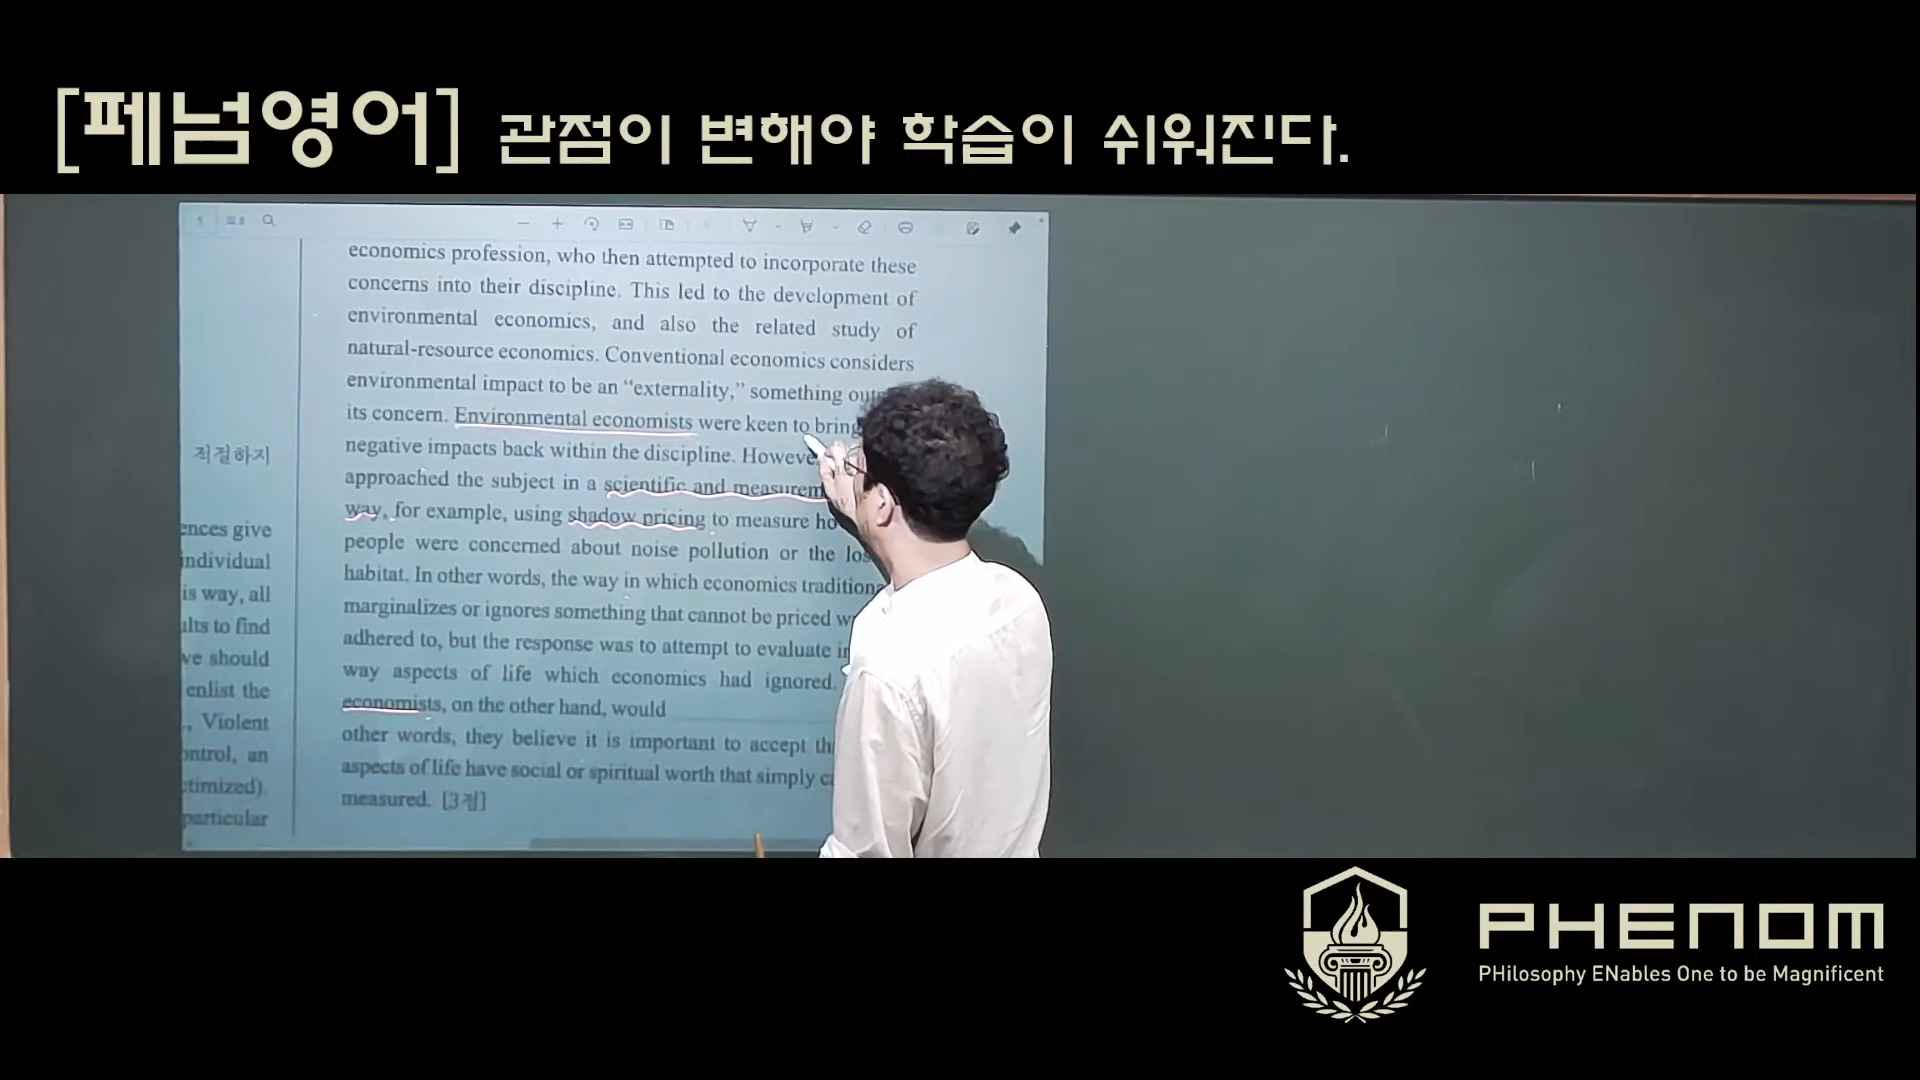 [페넘영어] 관점이 변해야 학습이 쉬워진다.
economics profession, who then attempted to incorporate these
concerns into their discipline. This led to the development of
environmental economics, and also the related study of
natural-resource economics. Conventional economics considers
environmental impact to be an “externality,” something
its concern. Environmental economists were keen to bring
negative impacts back within the discipline.
approached the subject in a scientific and
way, for example, using shadow pricing to measure
people were concerned about noise pollution or the
habitat. In other words, the way in which economics
marginalizes or ignores something that cannot be priced
adhered to, but the response was to attempt to evaluate
way aspects of life which economics had ignored.
economists, on the other hand, would
other words, they believe it is important to accept
aspects of life have social or spiritual worth that simply
measured. [3점]
적절하지
give
individual
is way, all
to find
should
enlist the
Violent
an
particular
PHENOM
PHilosophy ENables One to be Magnificent